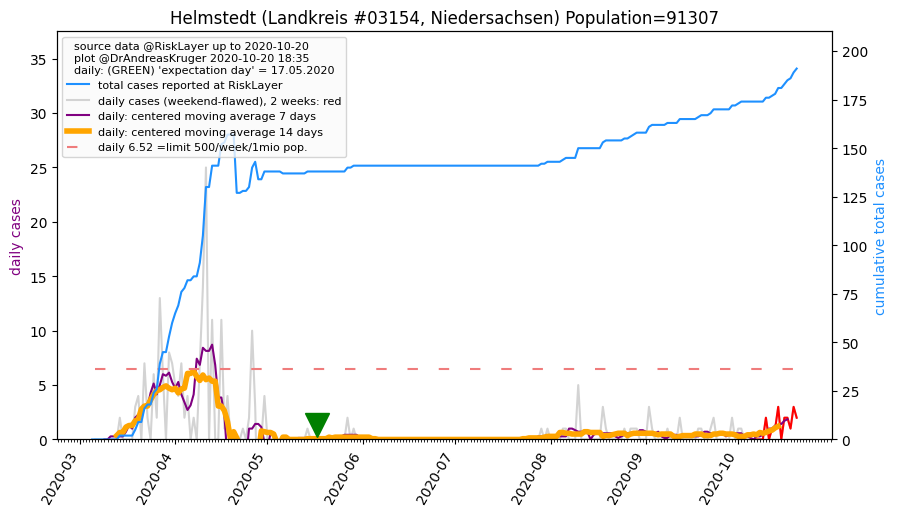 Helmstedt (Landkreis #03154, Niedersachsen) Population=91307
source data @RiskLayer up to 2020-10-20
plot @DrAndreasKruger 2020-10-20 18:35
daily: (GREEN) 'expectation day' = 17.05.2020
total cases reported at RiskLayer
daily cases (weekend-flawed), 2 weeks: red
daily: centered moving average 7 days
daily: centered moving average 14 days
daily 6.52 =limit 500/week/1mio pop.
daily cases
35
30
25
20
15
10
5
0
cumulative total cases
200
175
150
125
100
75
50
25
0
2020-03
2020-04
2020-05
2020-06
2020-07
2020-08
2020-09
2020-10